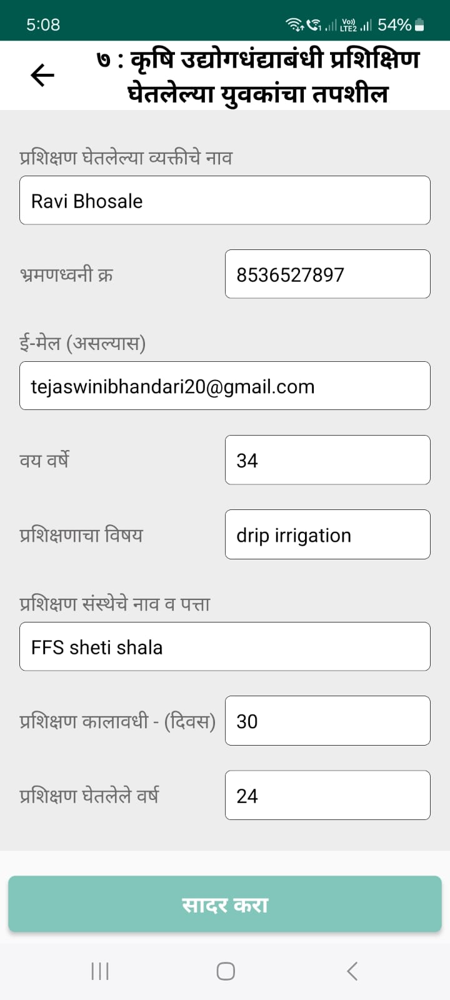 5:08
Vo))
LTE2
54%
७ : कृषि उद्योगधंद्याबंधी प्रशिक्षिण
घेतलेल्या युवकांचा तपशील
प्रशिक्षण घेतलेल्या व्यक्तीचे नाव
Ravi Bhosale
भ्रमणध्वनी क्र
8536527897
ई-मेल (असल्यास)
tejaswinibhandari20@gmail.com
वय वर्षे
34
प्रशिक्षणाचा विषय
drip irrigation
प्रशिक्षण संस्थेचे नाव व पत्ता
FFS sheti shala
प्रशिक्षण कालावधी - (दिवस)
30
प्रशिक्षण घेतलेले वर्ष
24
सादर करा